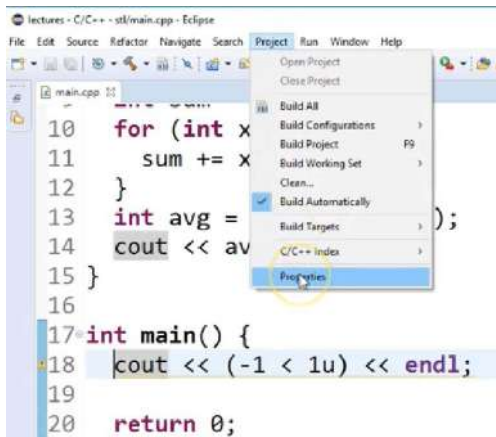 lectures - C/C++ - stl/main.cpp - Eclipse
File Edit Source Refactor Navigate Search Project Run Window Help
Open Project
Close Project
Build All
Build Configurations
Build Project F9
Build Working Set
Clean...
Build Automatically
Build Targets
C/C++ Index
Properties
main.cpp
10 for (int x
11 sum += x
12 }
13 int avg = );
14 cout << av
15 }
16
17 int main() {
18 cout << (-1 < 1u) << endl;
19
20 return 0;